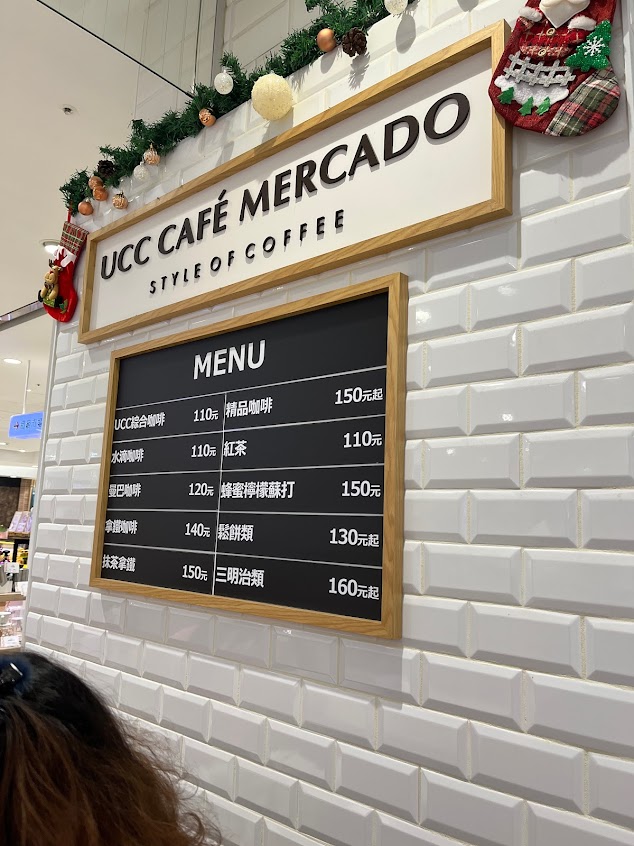 UCC CAFÉ MERCADO
STYLE OF COFFEE
MENU
UCC綜合咖啡 110元
水滴咖啡 110元
曼巴咖啡 120元
拿鐵咖啡 140元
抹茶拿鐵 150元
精品咖啡 150元起
紅茶 110元
蜂蜜檸檬蘇打 150元
鬆餅類 130元起
三明治類 160元起